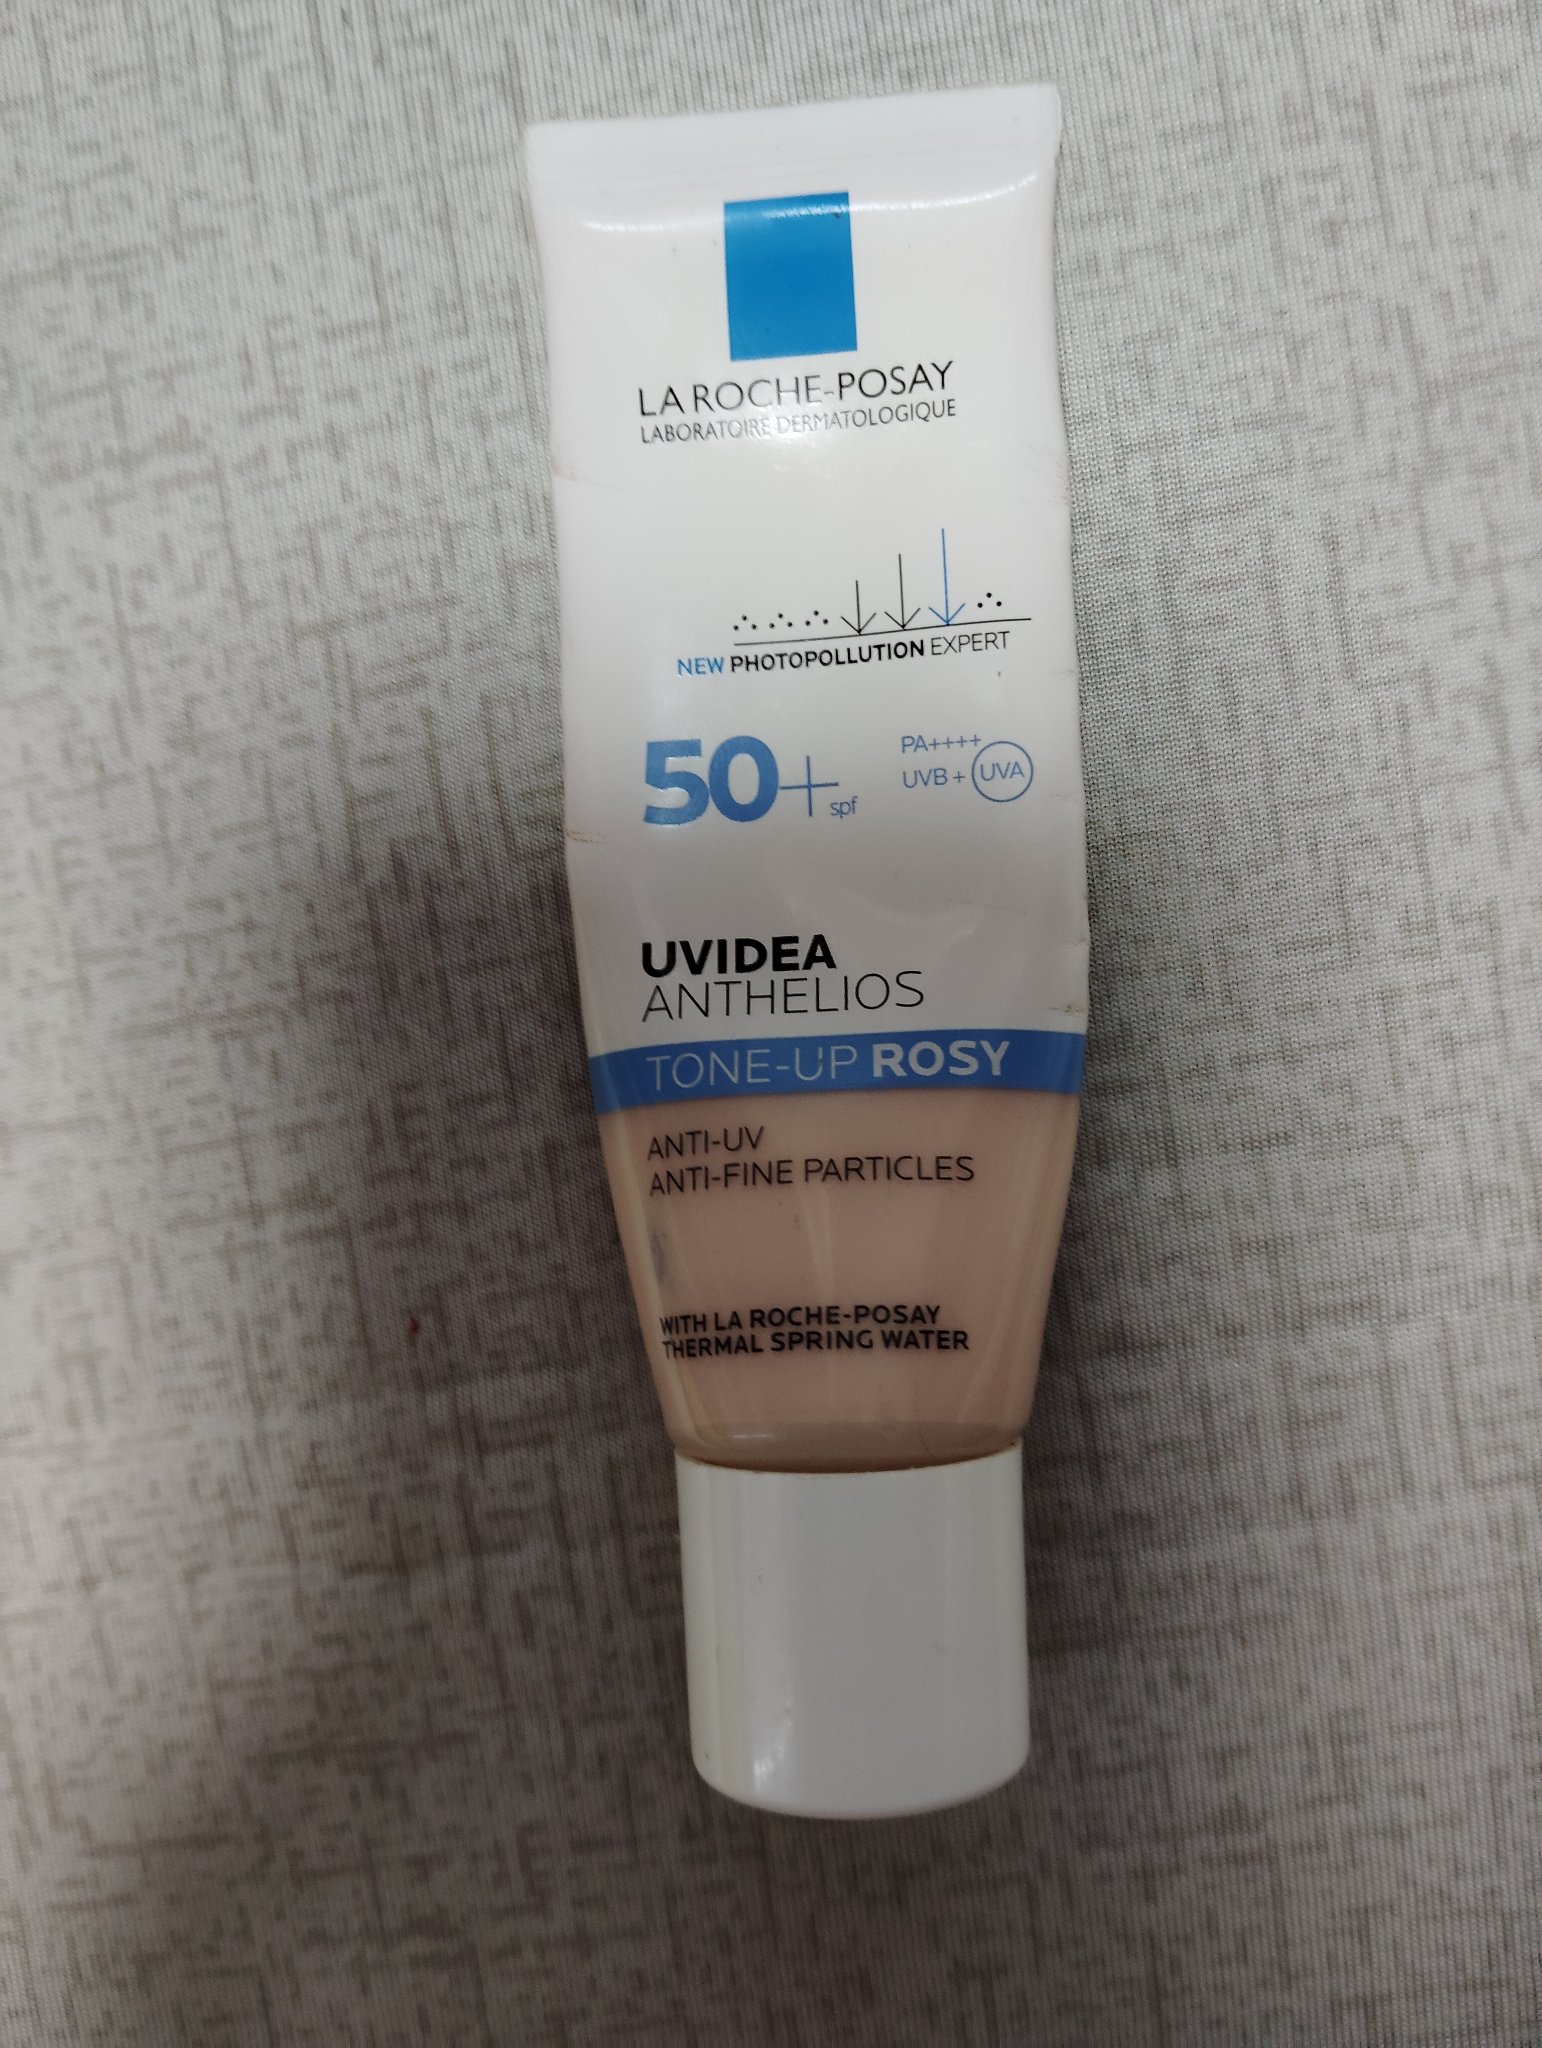 LA ROCHE-POSAY
LABORATOIRE DERMATOLOGIQUE
NEW PHOTOPOLLUTION EXPERT
50+ spf
PA++++
UVB + UVA
UVIDEA
ANTHELIOS
TONE-UP ROSY
ANTI-UV
ANTI-FINE PARTICLES
WITH LA ROCHE-POSAY
THERMAL SPRING WATER